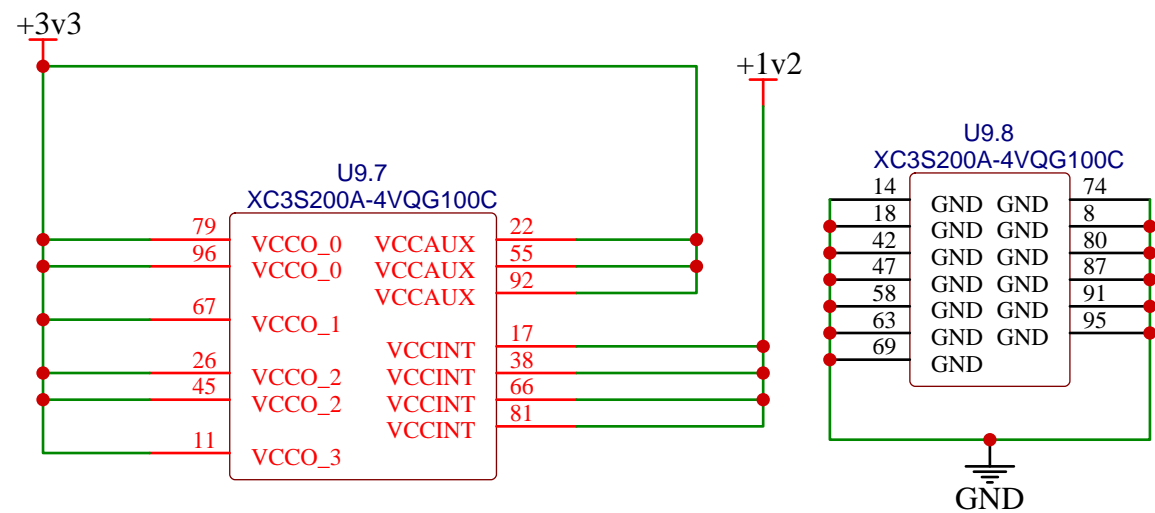 +3v3
+1v2
U9.7
XC3S200A-4VQG100C
79 VCCO_0 VCCAUX 22
96 VCCO_0 VCCAUX 55
VCCAUX 92
67 VCCO_1
VCCINT 17
26 VCCO_2 VCCINT 38
45 VCCO_2 VCCINT 66
VCCINT 81
11 VCCO_3
U9.8
XC3S200A-4VQG100C
14 GND GND 74
18 GND GND 8
42 GND GND 80
47 GND GND 87
58 GND GND 91
63 GND GND 95
69 GND
GND